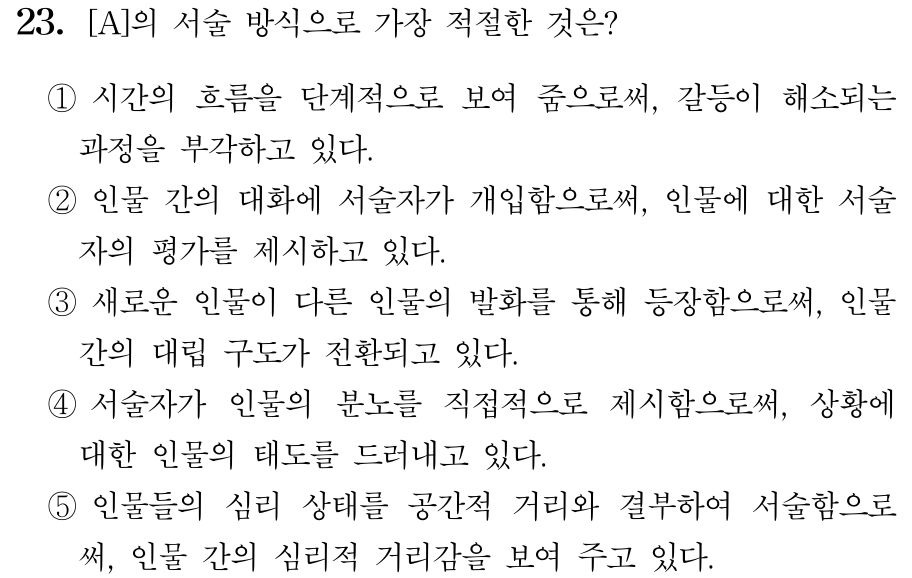 23. [A]의 서술 방식으로 가장 적절한 것은?
① 시간의 흐름을 단계적으로 보여 줌으로써, 갈등이 해소되는
과정을 부각하고 있다.
② 인물 간의 대화에 서술자가 개입함으로써, 인물에 대한 서술
자의 평가를 제시하고 있다.
③ 새로운 인물이 다른 인물의 발화를 통해 등장함으로써, 인물
간의 대립 구도가 전환되고 있다.
④ 서술자가 인물의 분노를 직접적으로 제시함으로써, 상황에
대한 인물의 태도를 드러내고 있다.
⑤ 인물들의 심리 상태를 공간적 거리와 결부하여 서술함으로
써, 인물 간의 심리적 거리감을 보여 주고 있다.